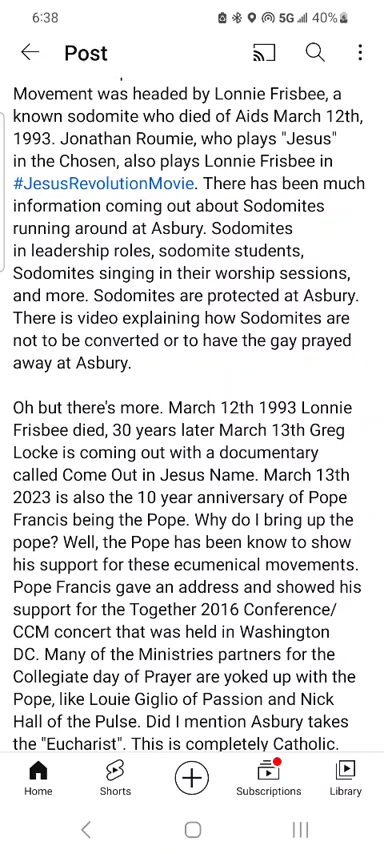 6:38
5G 40%
Post
Movement was headed by Lonnie Frisbee, a
known sodomite who died of Aids March 12th,
1993. Jonathan Roumie, who plays "Jesus"
in the Chosen, also plays Lonnie Frisbee in
#JesusRevolutionMovie. There has been much
information coming out about Sodomites
running around at Asbury. Sodomites
in leadership roles, sodomite students,
Sodomites singing in their worship sessions,
and more. Sodomites are protected at Asbury.
There is video explaining how Sodomites are
not to be converted or to have the gay prayed
away at Asbury.
Oh but there's more. March 12th 1993 Lonnie
Frisbee died, 30 years later March 13th Greg
Locke is coming out with a documentary
called Come Out in Jesus Name. March 13th
2023 is also the 10 year anniversary of Pope
Francis being the Pope. Why do I bring up the
pope? Well, the Pope has been know to show
his support for these ecumenical movements.
Pope Francis gave an address and showed his
support for the Together 2016 Conference/
CCM concert that was held in Washington
DC. Many of the Ministries partners for the
Collegiate day of Prayer are yoked up with the
Pope, like Louie Giglio of Passion and Nick
Hall of the Pulse. Did I mention Asbury takes
the "Eucharist". This is completely Catholic.
Home
Shorts
Subscriptions
Library